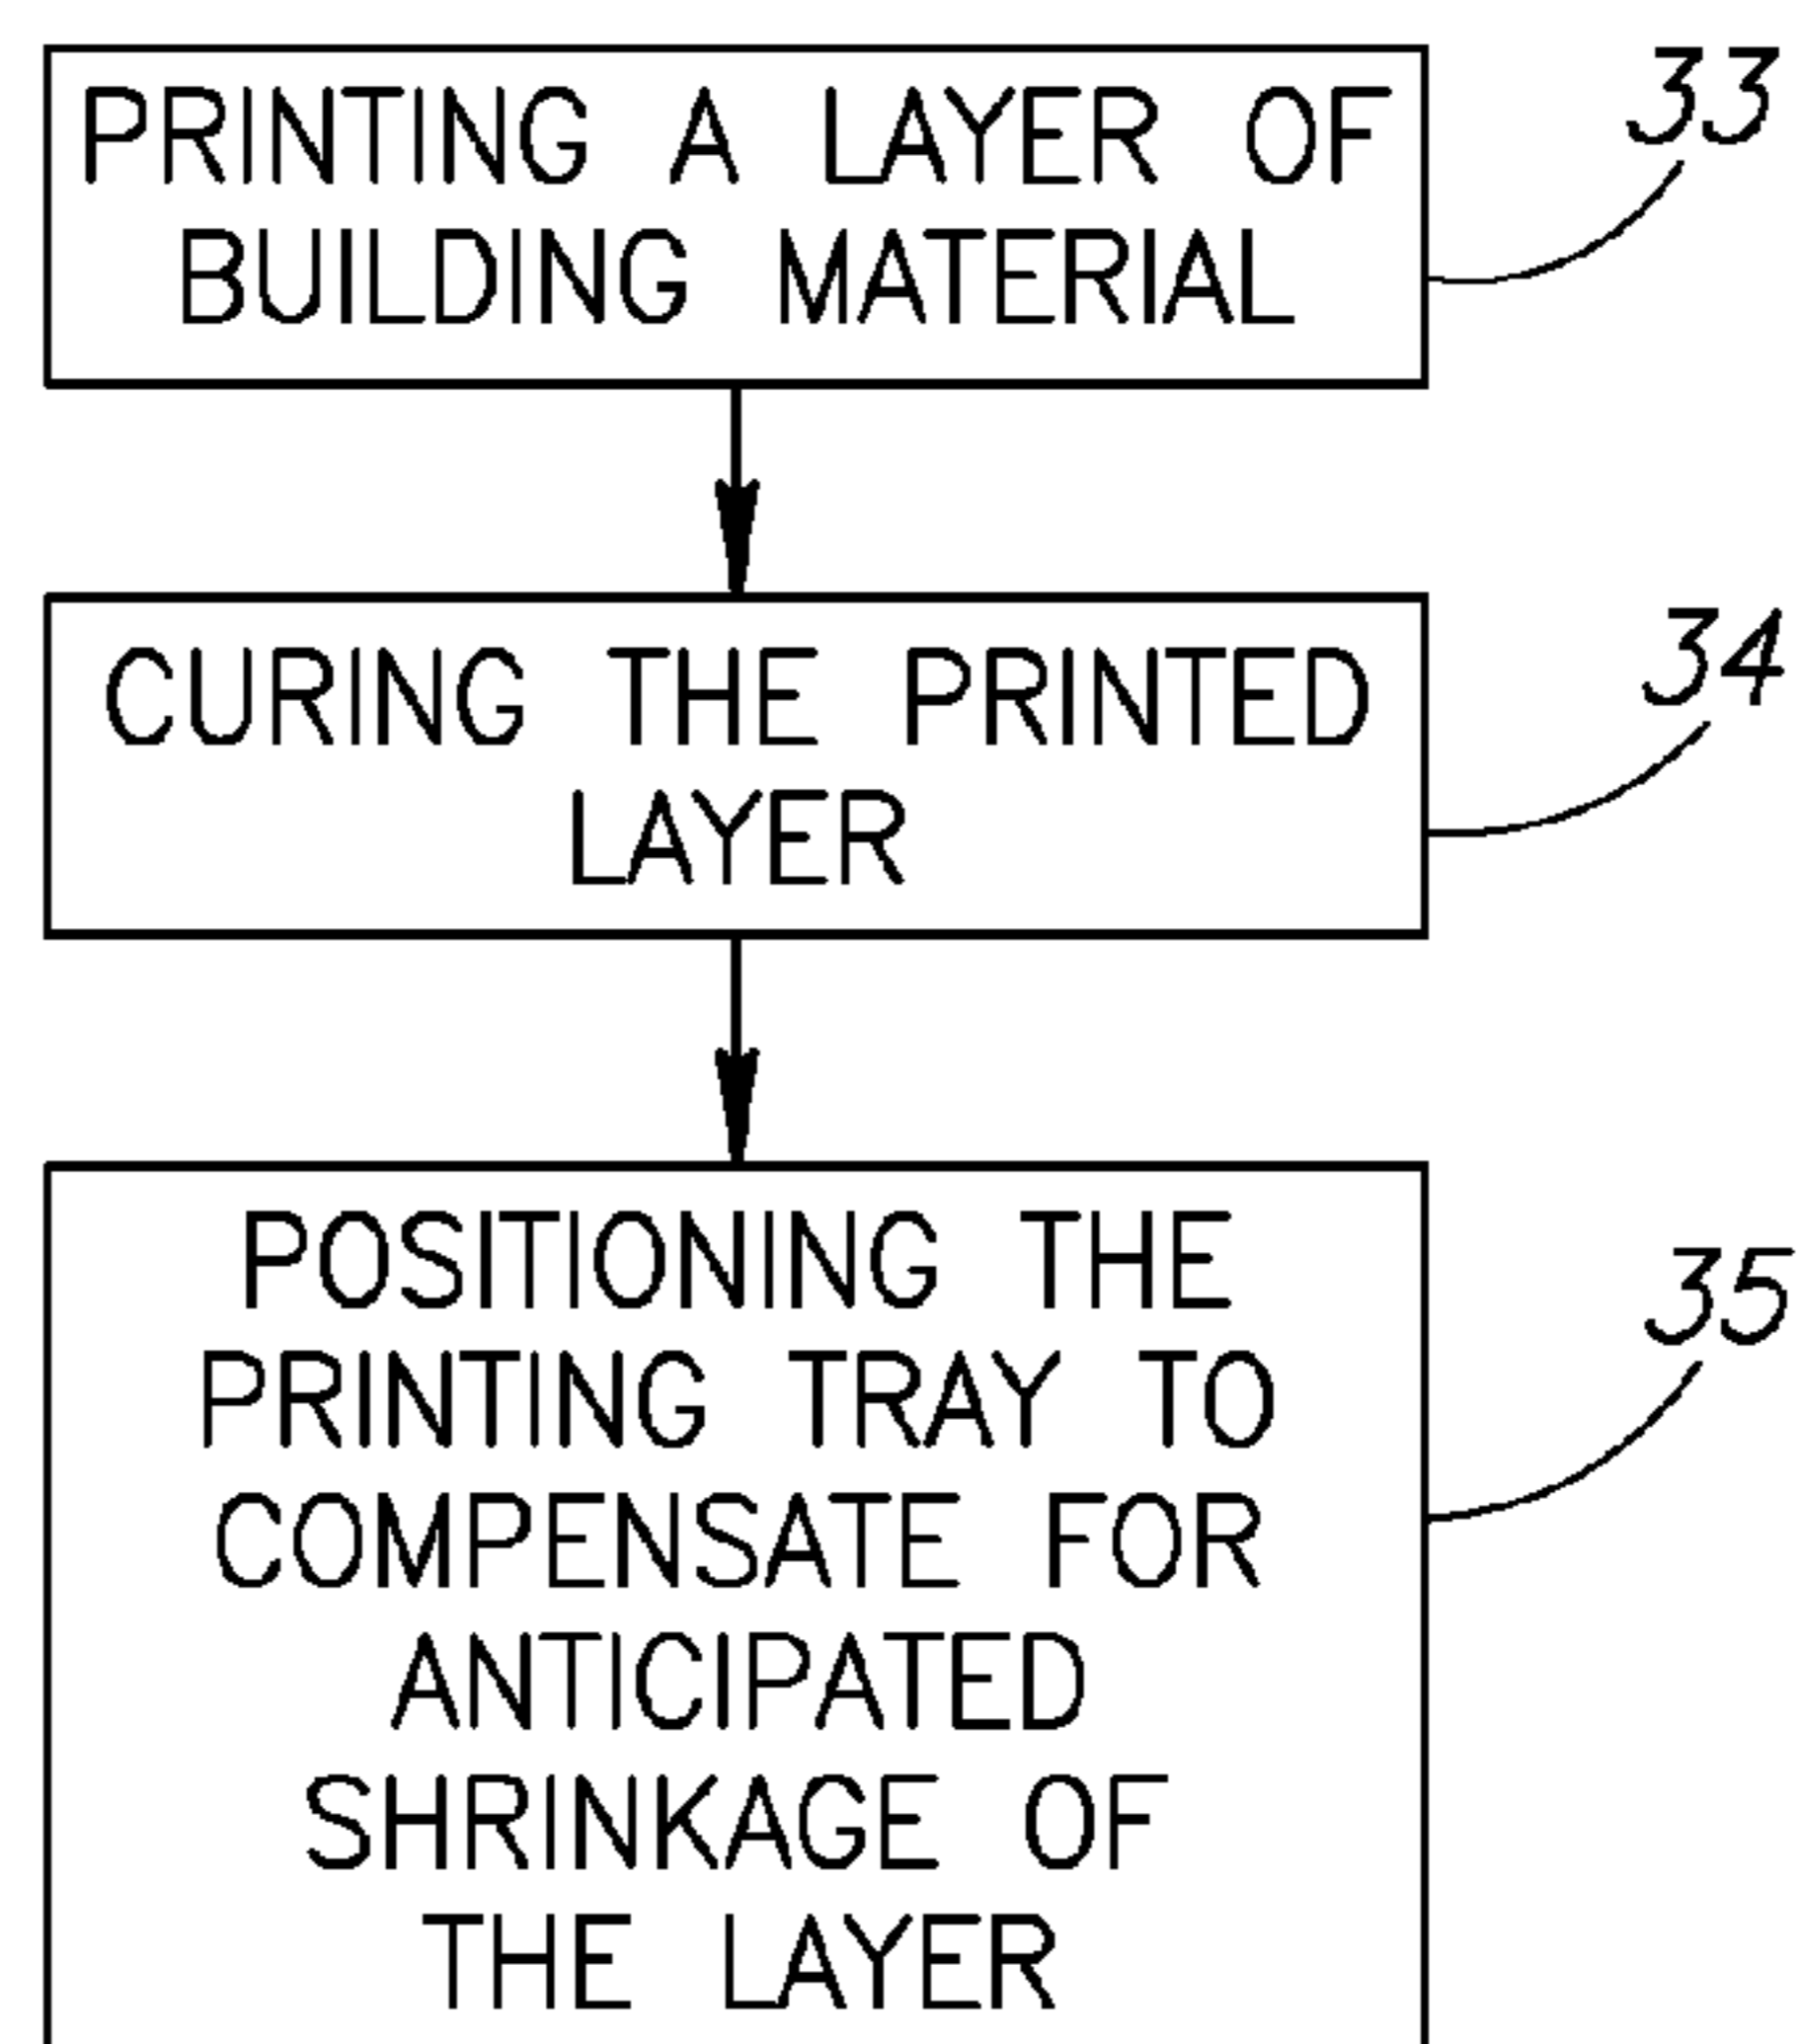 PRINTING A LAYER OF
BUILDING MATERIAL
33
CURING THE PRINTED
LAYER
34
POSITIONING THE
PRINTING TRAY TO
COMPENSATE FOR
ANTICIPATED
SHRINKAGE OF
THE LAYER
35